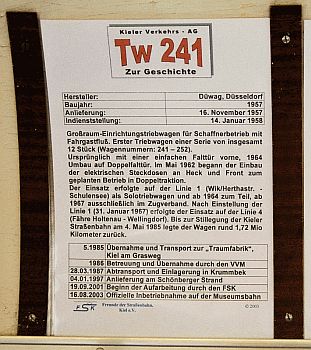 Kieler Verkehrs - AG
Tw 241
Zur Geschichte
Hersteller: Düwag, Düsseldorf
Baujahr: 1957
Anlieferung: 16. November 1957
Indienststellung: 14. Januar 1958
Großraum-Einrichtungstriebwagen für Schaffnerbetrieb mit
Fahrgastfluß. Erster Triebwagen einer Serie von insgesamt
12 Stück (Wagennummern: 241 – 252).
Ursprünglich mit einer einfachen Falttür vorne, 1964
Umbau auf Doppelfalttür. Im Mai 1962 begann der Einbau
der elektrischen Steckdosen an Heck und Front zum
geplanten Betrieb in Doppeltraktion.
Der Einsatz erfolgte auf der Linie 1 (Wik/Herthastr. -
Schulensee) als Solotriebwagen und ab 1964 zum Teil, ab
1967 ausschließlich im Zugverband. Nach Einstellung der
Linie 1 (31. Januar 1967) erfolgte der Einsatz auf der Linie 4
(Fähre Holtenau - Wellingdorf). Bis zur Stillegung der Kieler
Straßenbahn am 4. Mai 1985 legte der Wagen rund 1,72 Mio
Kilometer zurück.
5.1985 Übernahme und Transport zur „Traumfabrik“,
Kiel am Grasweg
1986 Betreuung und Übernahme durch den VVM
28.03.1987 Abtransport und Einlagerung in Krummbek
04.01.1997 Anlieferung am Schönberger Strand
19.09.2001 Beginn der Aufarbeitung durch den FSK
16.08.2003 Offizielle Inbetriebnahme auf der Museumsbahn
FSK Freunde der Straßenbahn, © 2003
Kiel e.V.